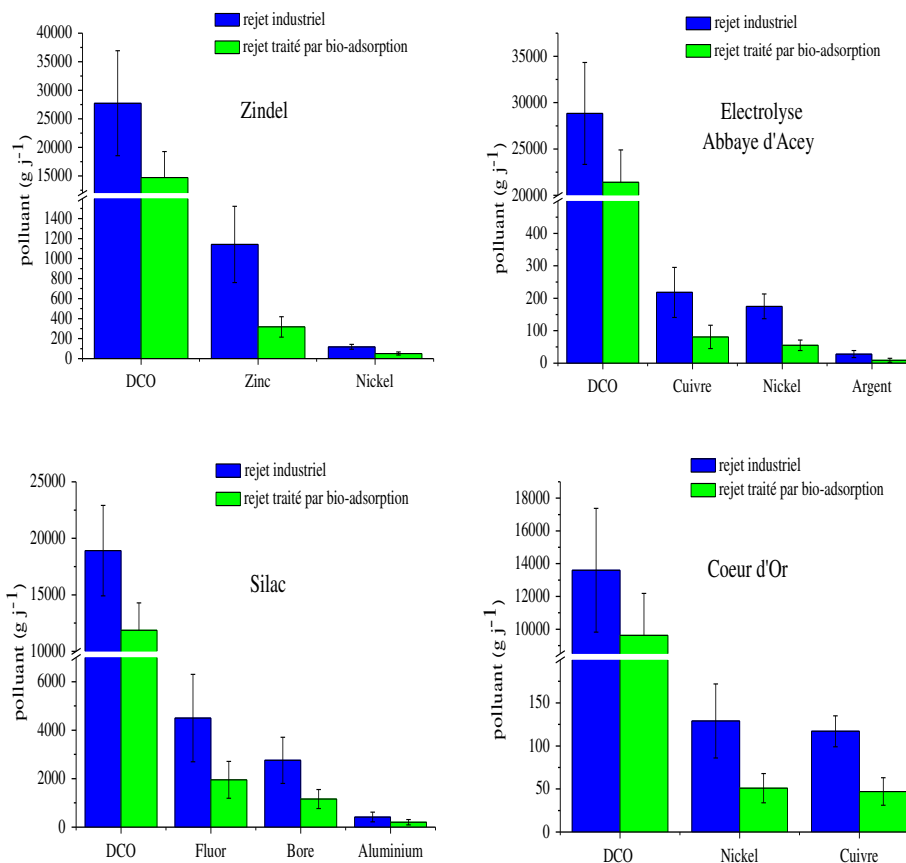 rejet industriel
rejet traité par bio-adsorption
Zindel
polluant (g j⁻¹)
40000
35000
30000
25000
20000
15000
1400
1200
1000
800
600
400
200
0
DCO Zinc Nickel
rejet industriel
rejet traité par bio-adsorption
Electrolyse
Abbaye d'Acey
polluant (g j⁻¹)
35000
30000
25000
20000
400
300
200
100
0
DCO Cuivre Nickel Argent
rejet industriel
rejet traité par bio-adsorption
Silac
polluant (g j⁻¹)
25000
20000
15000
10000
6000
4000
2000
0
DCO Fluor Bore Aluminium
rejet industriel
rejet traité par bio-adsorption
Coeur d'Or
polluant (g j⁻¹)
18000
16000
14000
12000
10000
150
100
50
0
DCO Nickel Cuivre